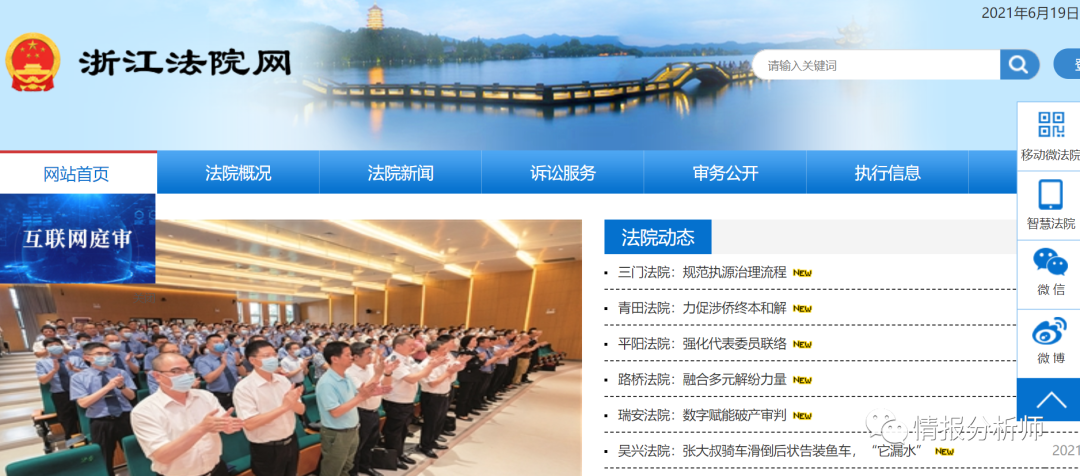 2021年6月19日
浙江法院网
请输入关键词
网站首页
法院概况
法院新闻
诉讼服务
审务公开
执行信息
移动微法院
互联网庭审
智慧法院
法院动态
三门法院：规范执源治理流程 NEW
青田法院：力促涉侨终本和解 NEW
平阳法院：强化代表委员联络 NEW
路桥法院：融合多元解纷力量 NEW
瑞安法院：数字赋能破产审判 NEW
吴兴法院：张大叔骑车滑倒后状告装鱼车，“它漏水” NEW
2021
微信
微博
情报分析师